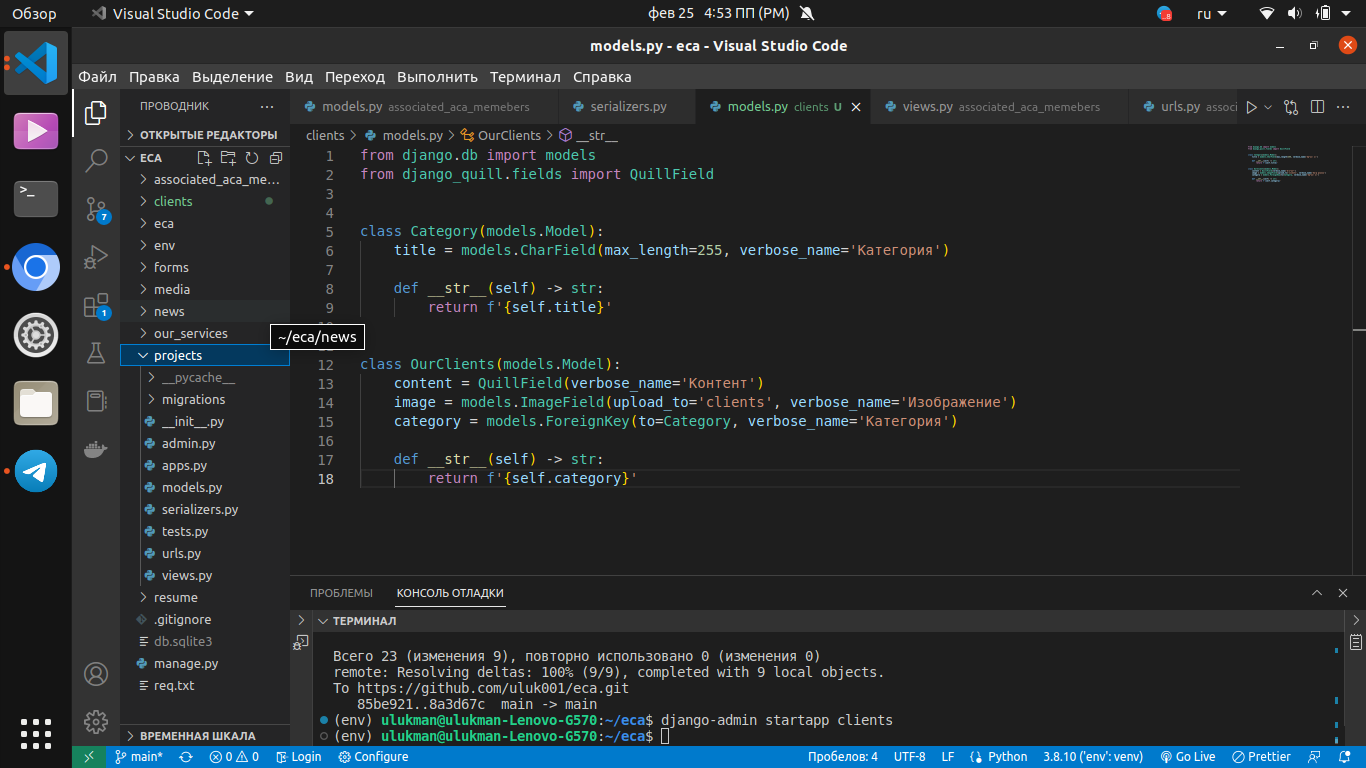 Обзор
Visual Studio Code
фев 25 4:53 ПП (PM)
8
ru
models.py - eca - Visual Studio Code
Файл Правка Выделение Вид Переход Выполнить Терминал Справка
ПРОВОДНИК
models.py associated_aca_memebers
serializers.py
models.py clients U
views.py associated_aca_memebers
urls.py associ
ОТКРЫТЫЕ РЕДАКТОРЫ
ECA
associated_aca_me...
clients
eca
env
forms
media
news
our_services
projects
__pycache__
migrations
__init__.py
admin.py
apps.py
models.py
serializers.py
tests.py
urls.py
views.py
resume
.gitignore
db.sqlite3
manage.py
req.txt
ВРЕМЕННАЯ ШКАЛА
7
1
~/eca/news
clients > models.py > OurClients > __str__
1 from django.db import models
2 from django_quill.fields import QuillField
3
4
5 class Category(models.Model):
6 title = models.CharField(max_length=255, verbose_name='Категория')
7
8 def __str__(self) -> str:
9 return f'{self.title}'
12 class OurClients(models.Model):
13 content = QuillField(verbose_name='Контент')
14 image = models.ImageField(upload_to='clients', verbose_name='Изображение')
15 category = models.ForeignKey(to=Category, verbose_name='Категория')
16
17 def __str__(self) -> str:
18 return f'{self.category}'
ПРОБЛЕМЫ КОНСОЛЬ ОТЛАДКИ
ТЕРМИНАЛ
Всего 23 (изменения 9), повторно использовано 0 (изменения 0)
remote: Resolving deltas: 100% (9/9), completed with 9 local objects.
To https://github.com/uluk001/eca.git
85be921..8a3d67c main -> main
(env) ulukman@ulukman-Lenovo-G570:~/eca$ django-admin startapp clients
(env) ulukman@ulukman-Lenovo-G570:~/eca$
main* 0 0 Login Configure Пробелов: 4 UTF-8 LF Python 3.8.10 ('env': venv) Go Live Prettier